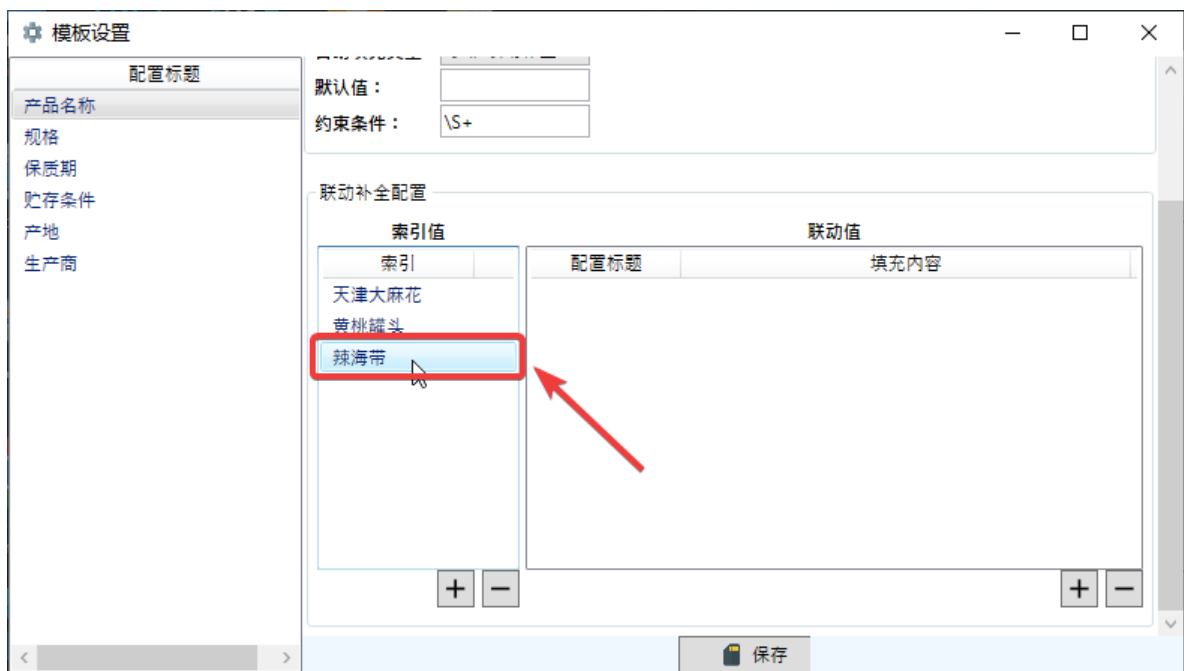 模板设置
配置标题
产品名称
规格
保质期
贮存条件
产地
生产商
默认值：
约束条件： \S+
联动补全配置
索引值 联动值
索引 配置标题 填充内容
天津大麻花
黄桃罐头
辣海带
保存